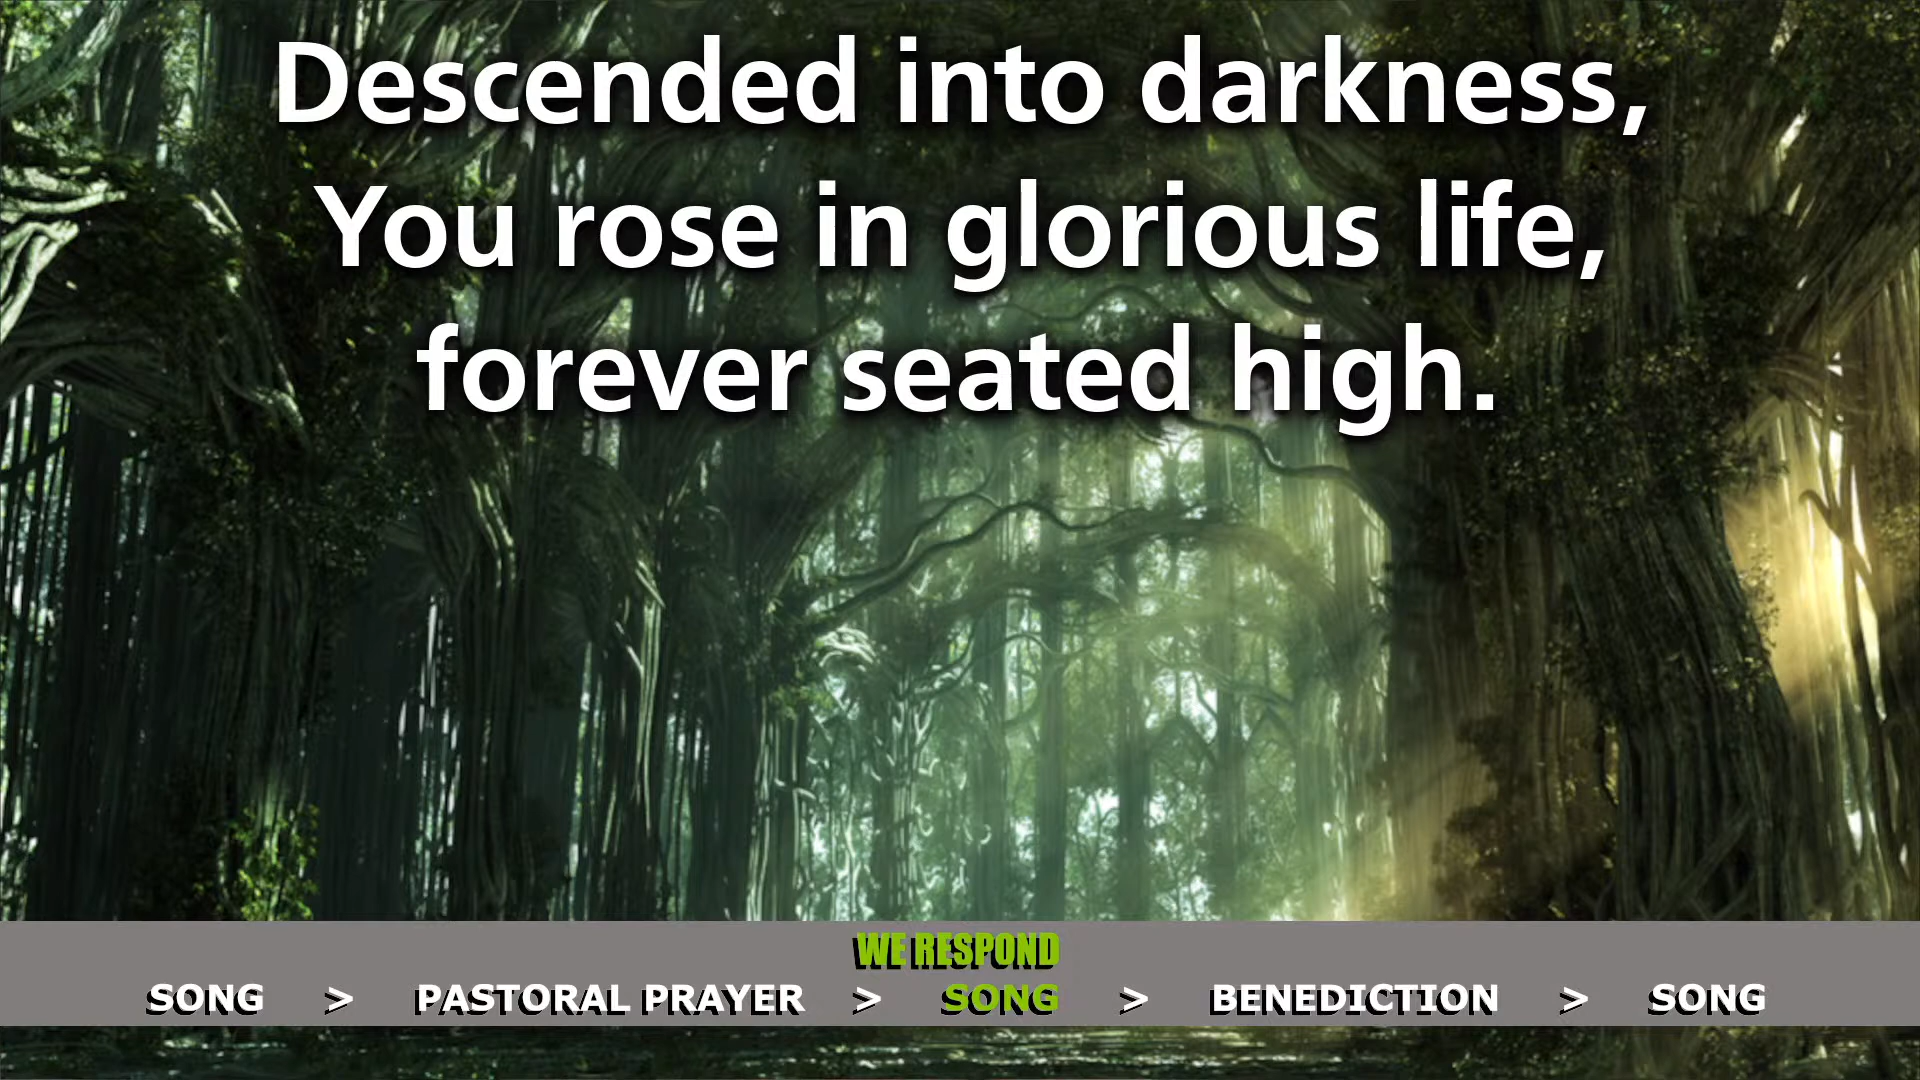 Descended into darkness,
You rose in glorious life,
forever seated high.
WE RESPOND
SONG > PASTORAL PRAYER > SONG > BENEDICTION > SONG